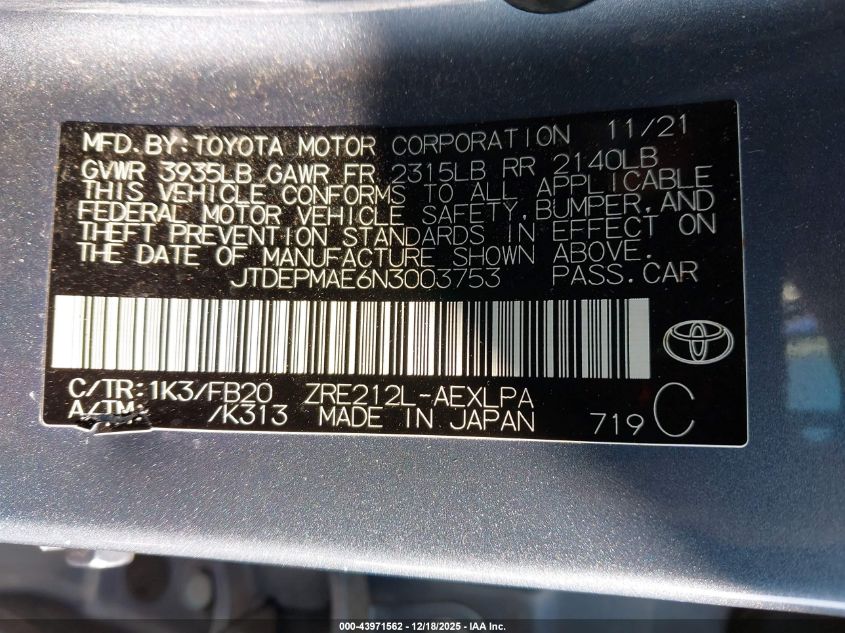 MFD. BY: TOYOTA MOTOR CORPORATION 11/21
GVWR 3935LB GAWR FR 2315LB RR 2140LB
THIS VEHICLE CONFORMS TO ALL APPLICABLE
FEDERAL MOTOR VEHICLE SAFETY, BUMPER, AND
THEFT PREVENTION STANDARDS IN EFFECT ON
THE DATE OF MANUFACTURE SHOWN ABOVE.
JTDEPMAE6N3003753 PASS. CAR
C/TR: 1K3/FB20 ZRE212L-AEXLPA
A/TM: /K313 MADE IN JAPAN 719 C
000-43971562 | 12/18/2025 | IAA Inc.